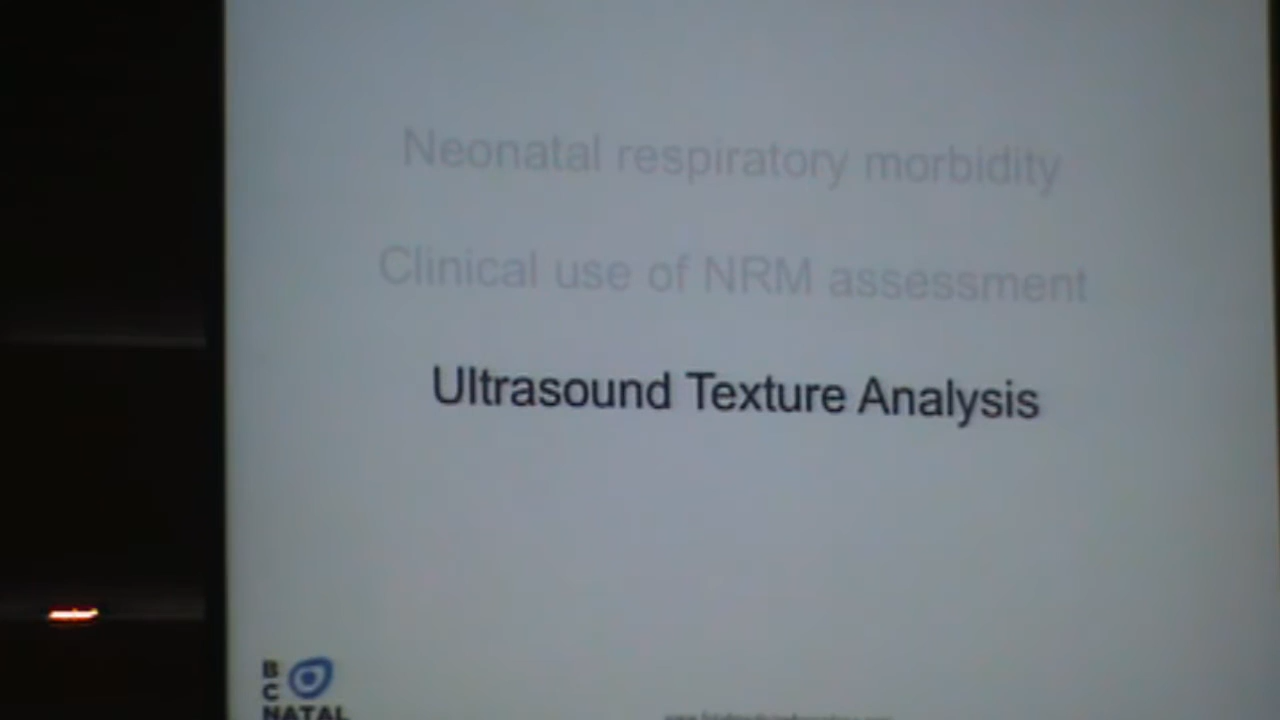 Neonatal respiratory morbidity
Clinical use of NRM assessment
Ultrasound Texture Analysis
B
C
NATAL